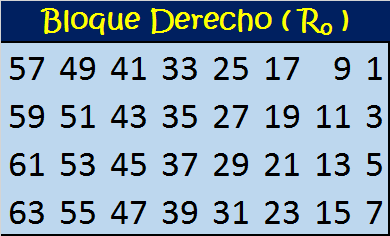 Bloque Derecho ( R₀ )
57 49 41 33 25 17 9 1
59 51 43 35 27 19 11 3
61 53 45 37 29 21 13 5
63 55 47 39 31 23 15 7